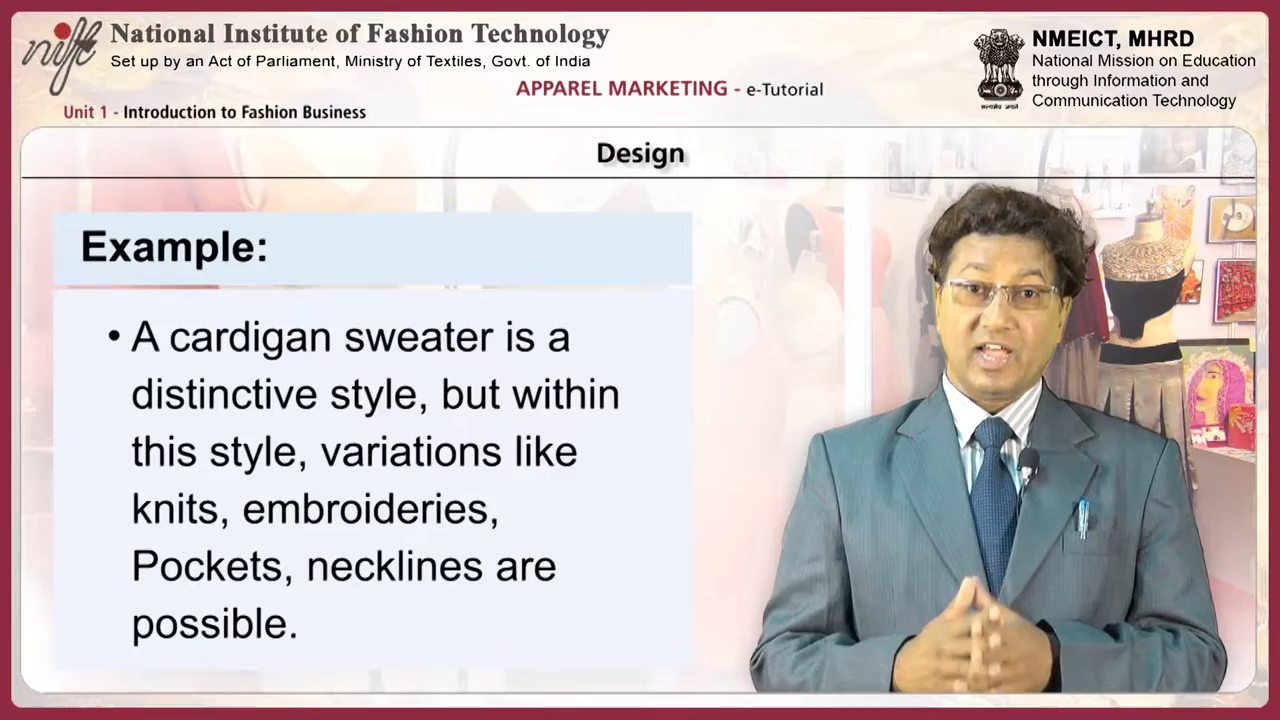 nift
National Institute of Fashion Technology
Set up by an Act of Parliament, Ministry of Textiles, Govt. of India
NMEICT, MHRD
National Mission on Education
through Information and
Communication Technology
APPAREL MARKETING - e-Tutorial
Unit 1 - Introduction to Fashion Business
Design
Example:
• A cardigan sweater is a
distinctive style, but within
this style, variations like
knits, embroideries,
Pockets, necklines are
possible.